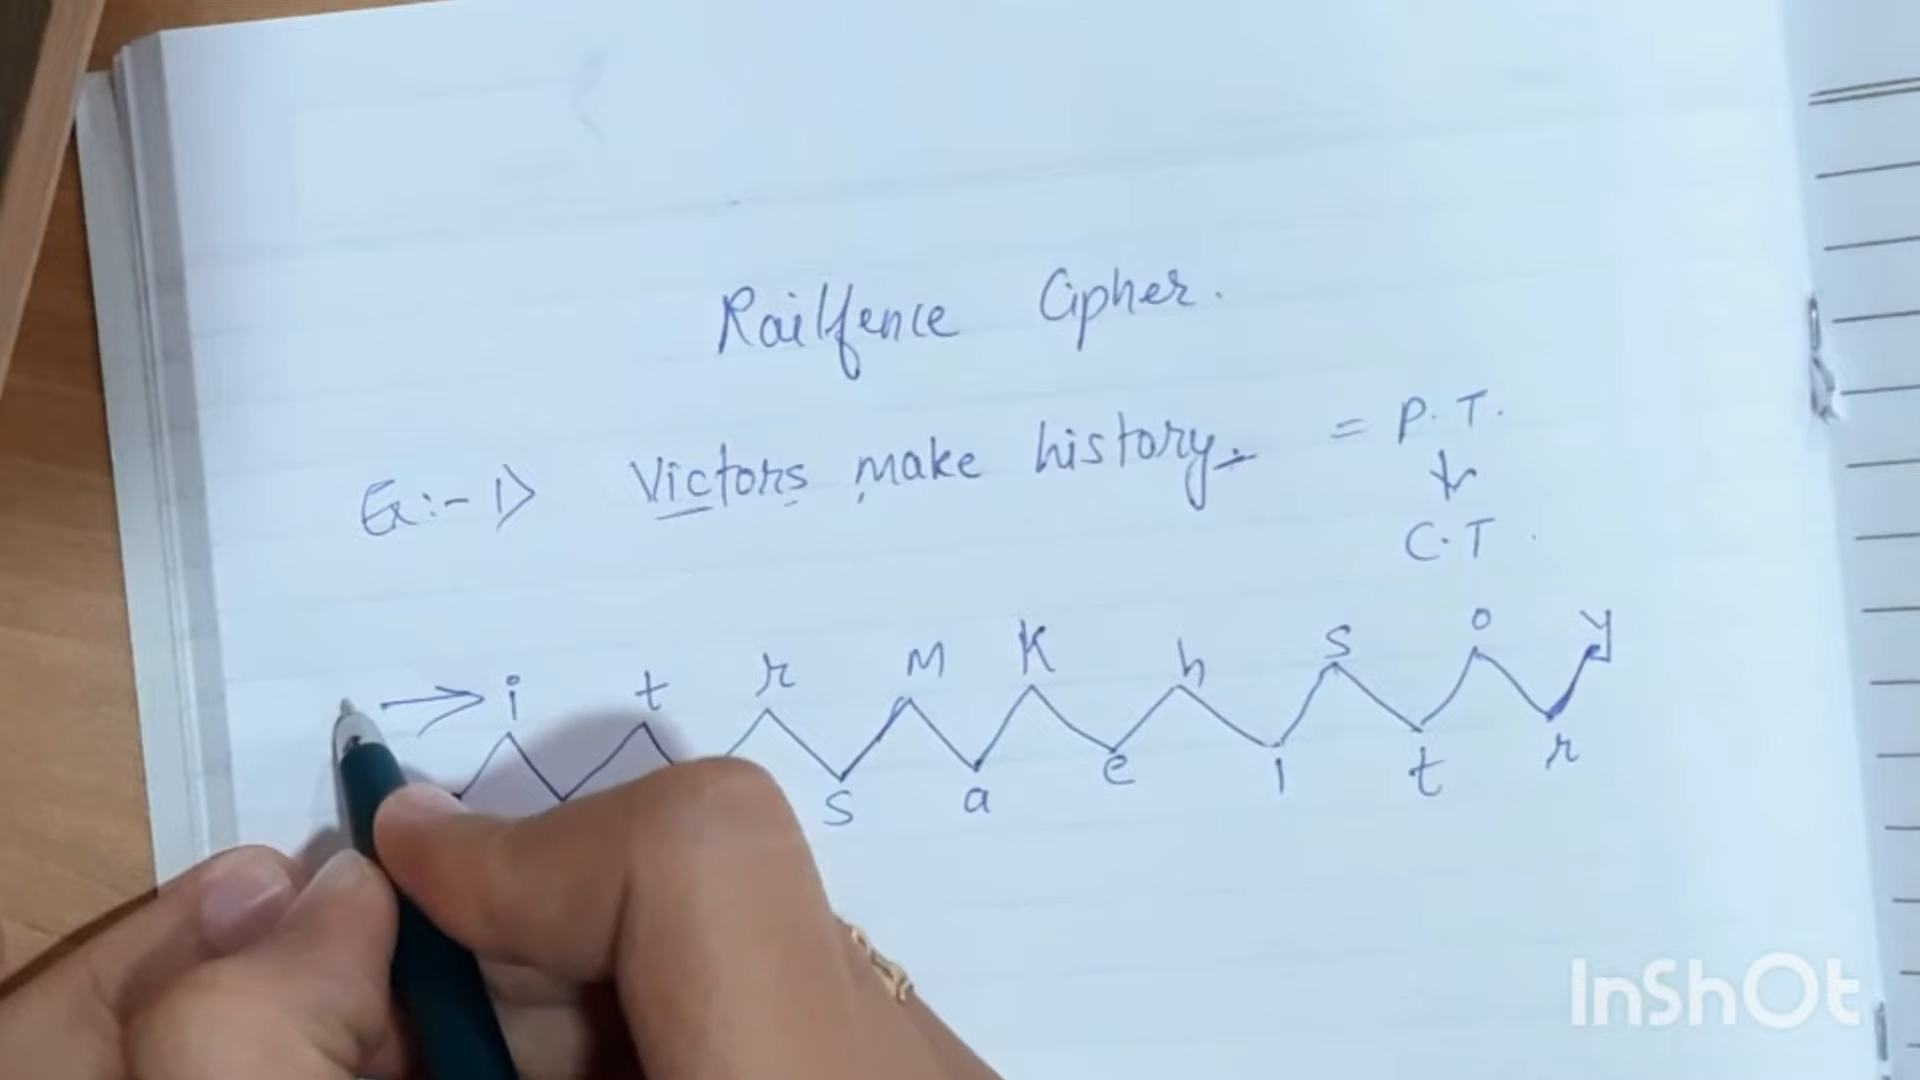 Railfence Cipher.
Ex:- 1) Victors make history. = P.T.
C.T.
i t r M K h s o y
s a e i t r
InShOt